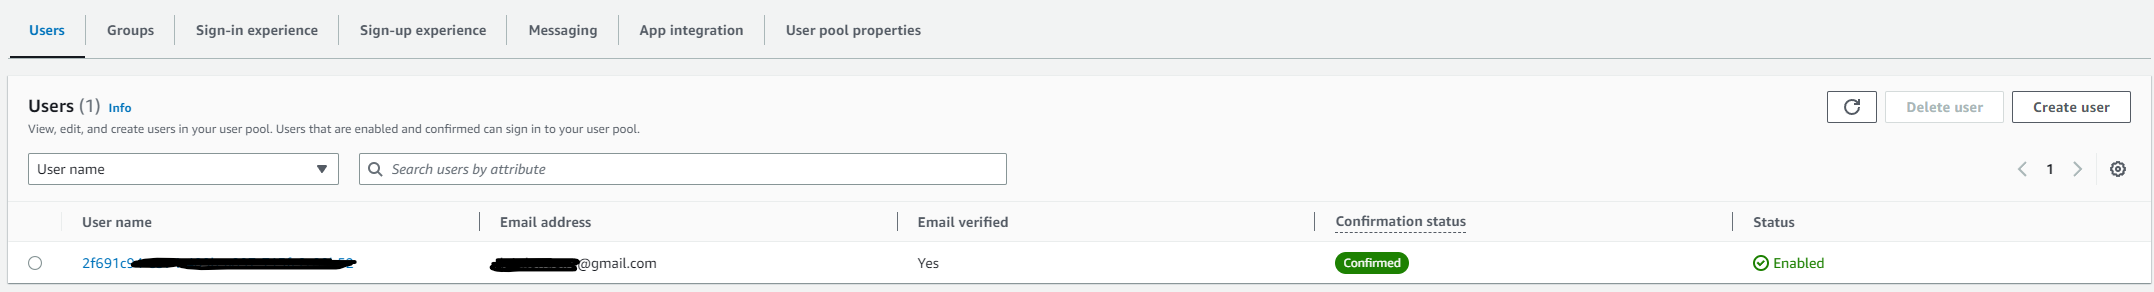 Users Groups Sign-in experience Sign-up experience Messaging App integration User pool properties
Users (1) Info
Delete user Create user
View, edit, and create users in your user pool. Users that are enabled and confirmed can sign in to your user pool.
User name Search users by attribute 1
User name Email address Email verified Confirmation status Status
2f691c @gmail.com Yes Confirmed Enabled